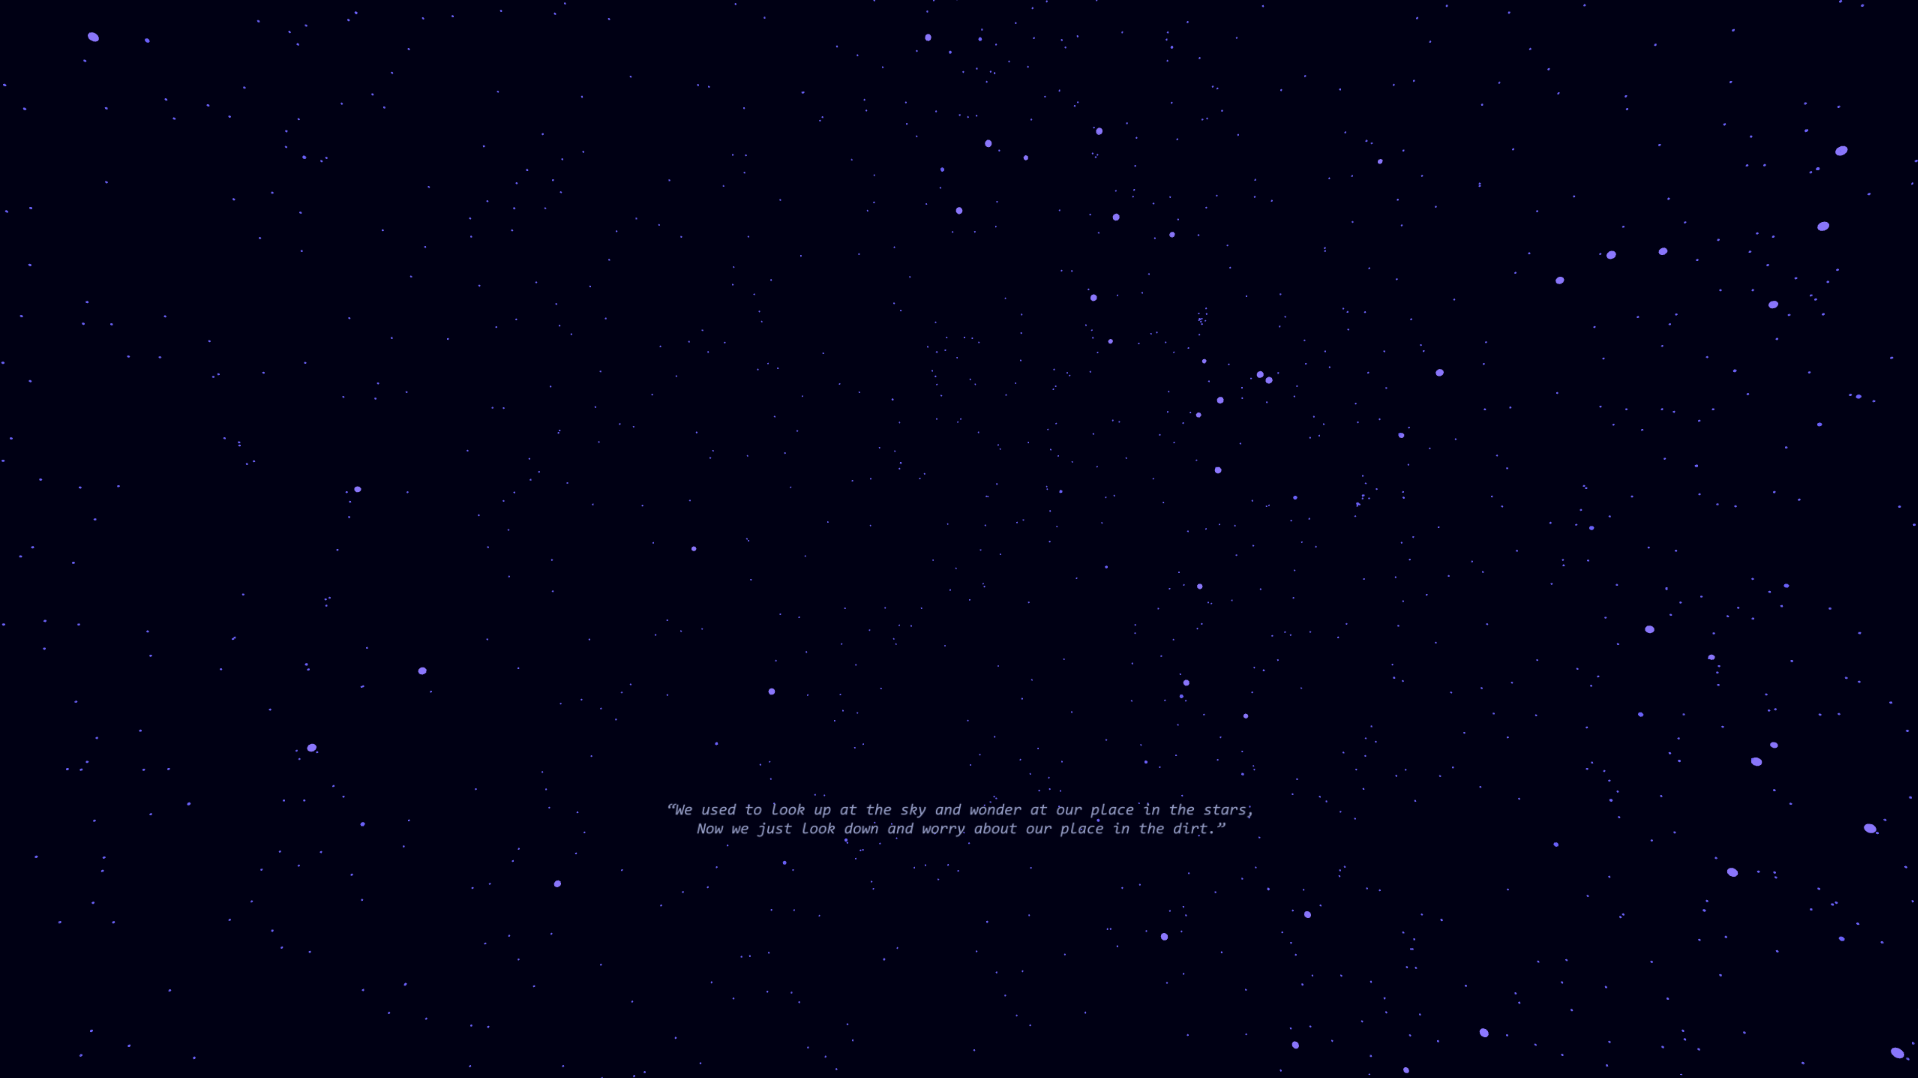 “We used to look up at the sky and wonder at our place in the stars,
Now we just look down and worry about our place in the dirt.”